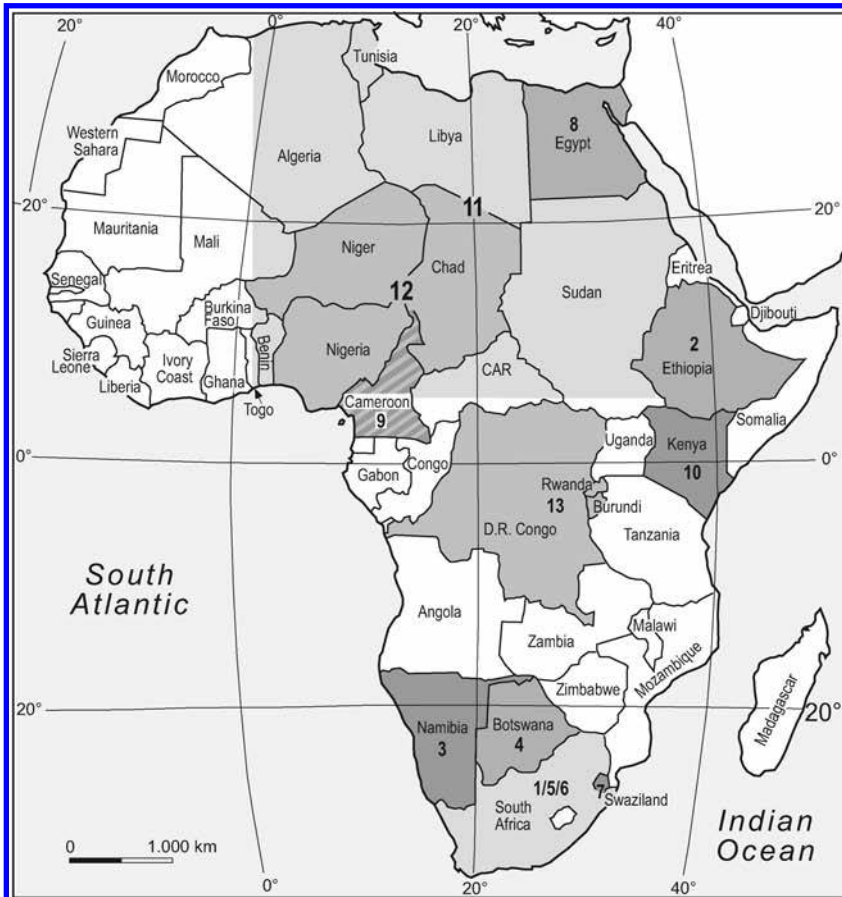 20°
0°
20°
40°
Tunisia
Morocco
Western
Sahara
Algeria
Libya
8
Egypt
20°
20°
11
Mauritania
Mali
Niger
Chad
Sudan
Eritrea
12
Senegal
Burkina
Faso
Djibouti
Guinea
Nigeria
2
Ethiopia
Sierra
Leone
Ivory
Coast
Ghana
Benin
CAR
Liberia
Togo
Cameroon
9
Somalia
Uganda
Kenya
0°
0°
Gabon
Congo
10
Rwanda
13
Burundi
D.R. Congo
Tanzania
South
Atlantic
Angola
Malawi
Zambia
Mozambique
Zimbabwe
Madagascar
20°
20°
Namibia
3
Botswana
4
1/5/6
7
Swaziland
South
Africa
Indian
Ocean
0
1.000 km
0°
20°
40°